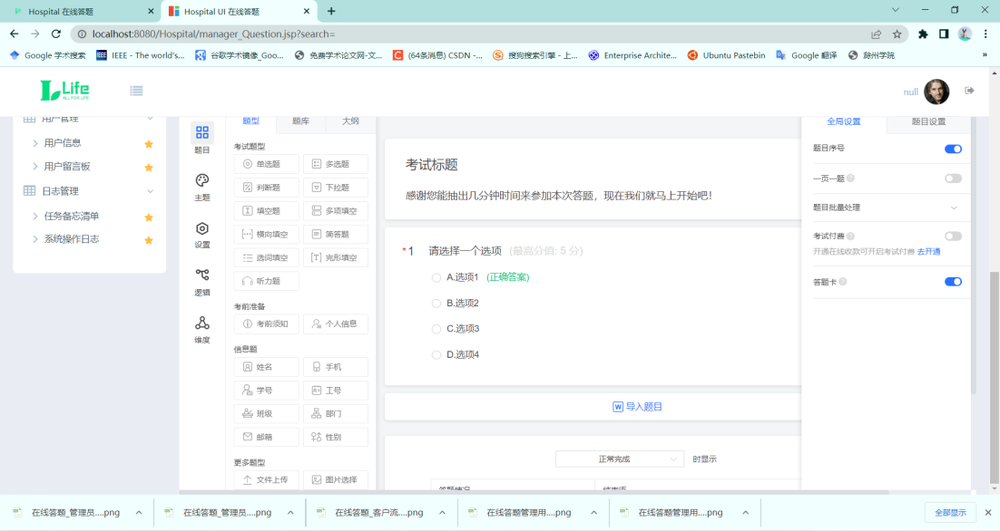 Hospital 在线答题
Hospital UI 在线答题
localhost:8080/Hospital/manager_Question.jsp?search=
Google 学术搜索
IEEE - The world's...
谷歌学术镜像_Goo...
免费学术论文网-文...
(64条消息) CSDN -...
搜狗搜索引擎 - 上...
Enterprise Archite...
Ubuntu Pastebin
Google 翻译
滁州学院
»
Life
ALL FOR LIFE
null
用户管理
用户信息
用户留言板
日志管理
任务备忘清单
系统操作日志
题目
主题
设置
逻辑
维度
题型 题库 大纲
考试题型
单选题 多选题
判断题 下拉题
填空题 多项填空
横向填空 简答题
选词填空 完形填空
听力题
考前准备
考前须知 个人信息
信息题
姓名 手机
学号 工号
班级 部门
邮箱 性别
更多题型
文件上传 图片选择
考试标题
感谢您能抽出几分钟时间来参加本次答题，现在我们就马上开始吧！
*1 请选择一个选项 (最高分值: 5 分)
A.选项1 (正确答案)
B.选项2
C.选项3
D.选项4
导入题目
正常完成 时显示
答题情况 结束语
全局设置 题目设置
题目序号
一页一题
题目批量处理
考试付费
开通在线收款可开启考试付费 去开通
答题卡
在线答题_管理员....png
在线答题_管理员....png
在线答题_客户流....png
在线答题管理用....png
在线答题管理用....png
全部显示